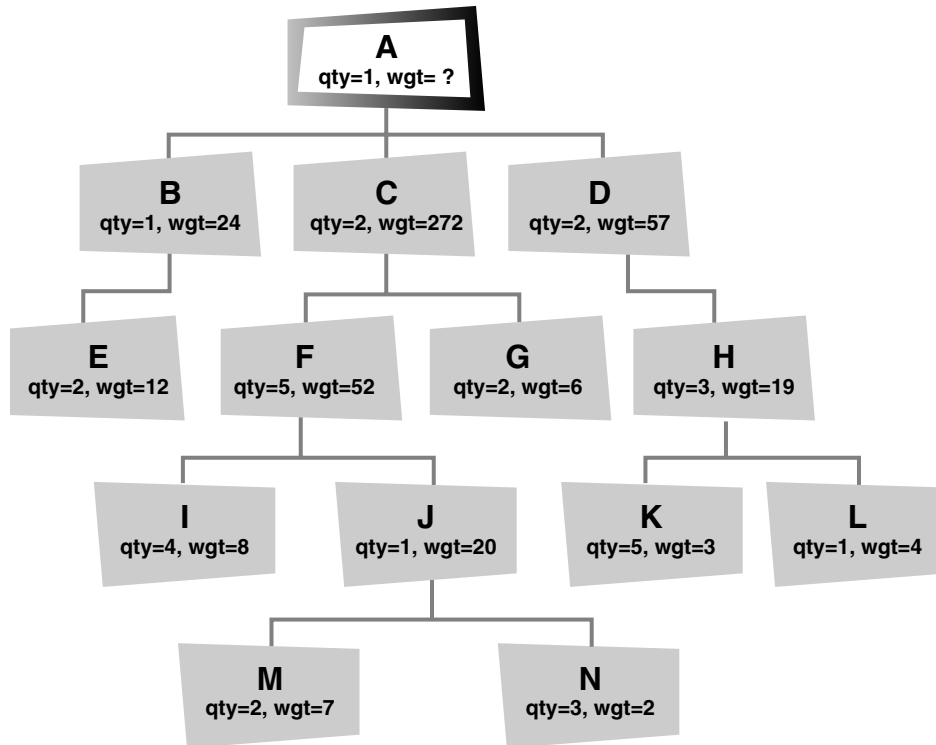 A
qty=1, wgt= ?
B
qty=1, wgt=24
C
qty=2, wgt=272
D
qty=2, wgt=57
E
qty=2, wgt=12
F
qty=5, wgt=52
G
qty=2, wgt=6
H
qty=3, wgt=19
I
qty=4, wgt=8
J
qty=1, wgt=20
K
qty=5, wgt=3
L
qty=1, wgt=4
M
qty=2, wgt=7
N
qty=3, wgt=2